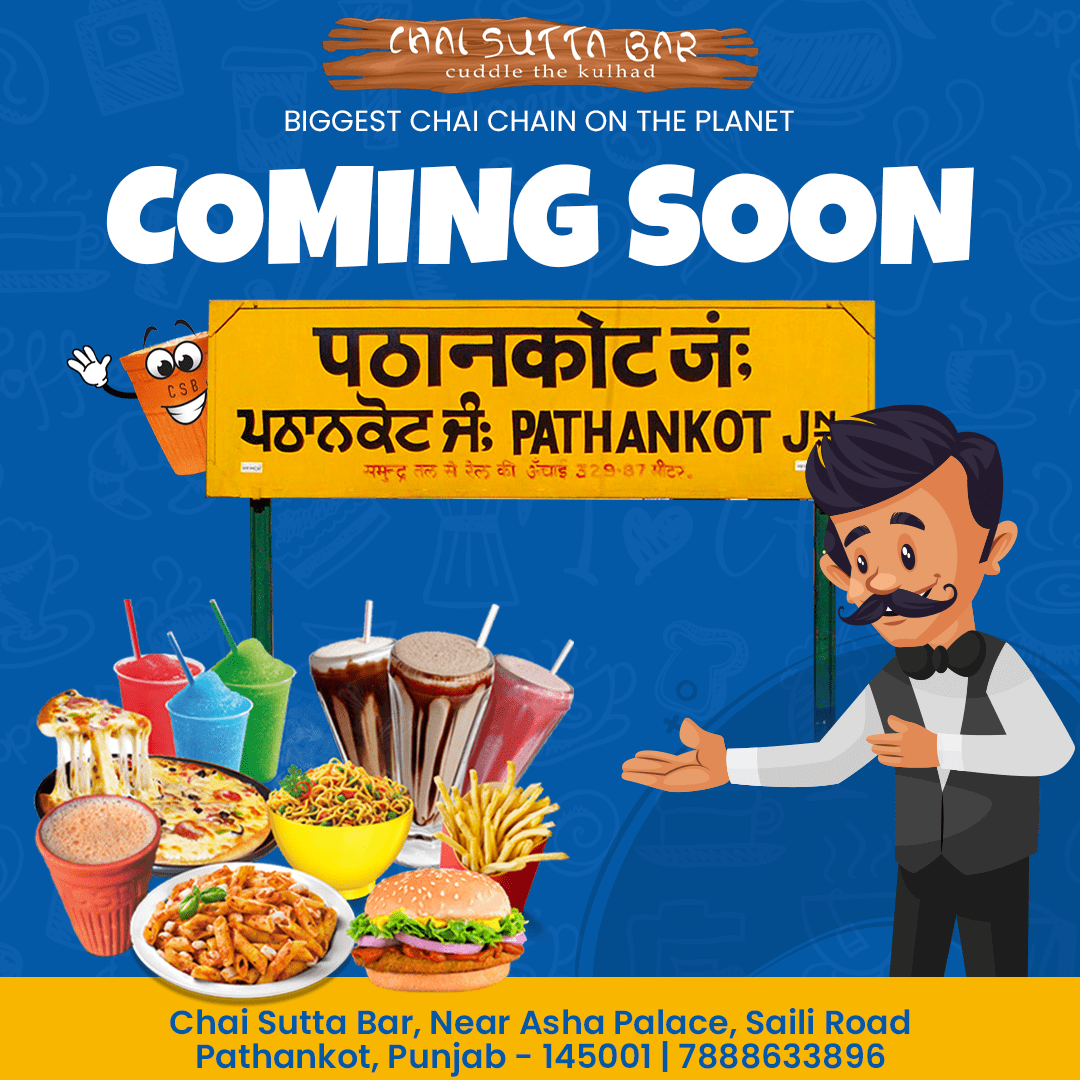 CHAI SUTTA BAR
cuddle the kulhad
BIGGEST CHAI CHAIN ON THE PLANET
COMING SOON
पठानकोट जंः
CSB
ਪਠਾਨਕੋਟ ਜੰਃ PATHANKOT JN
समुन्द्र तल से रेल की ऊँचाई 329-87 मीटर.
Chai Sutta Bar, Near Asha Palace, Saili Road
Pathankot, Punjab - 145001 | 7888633896